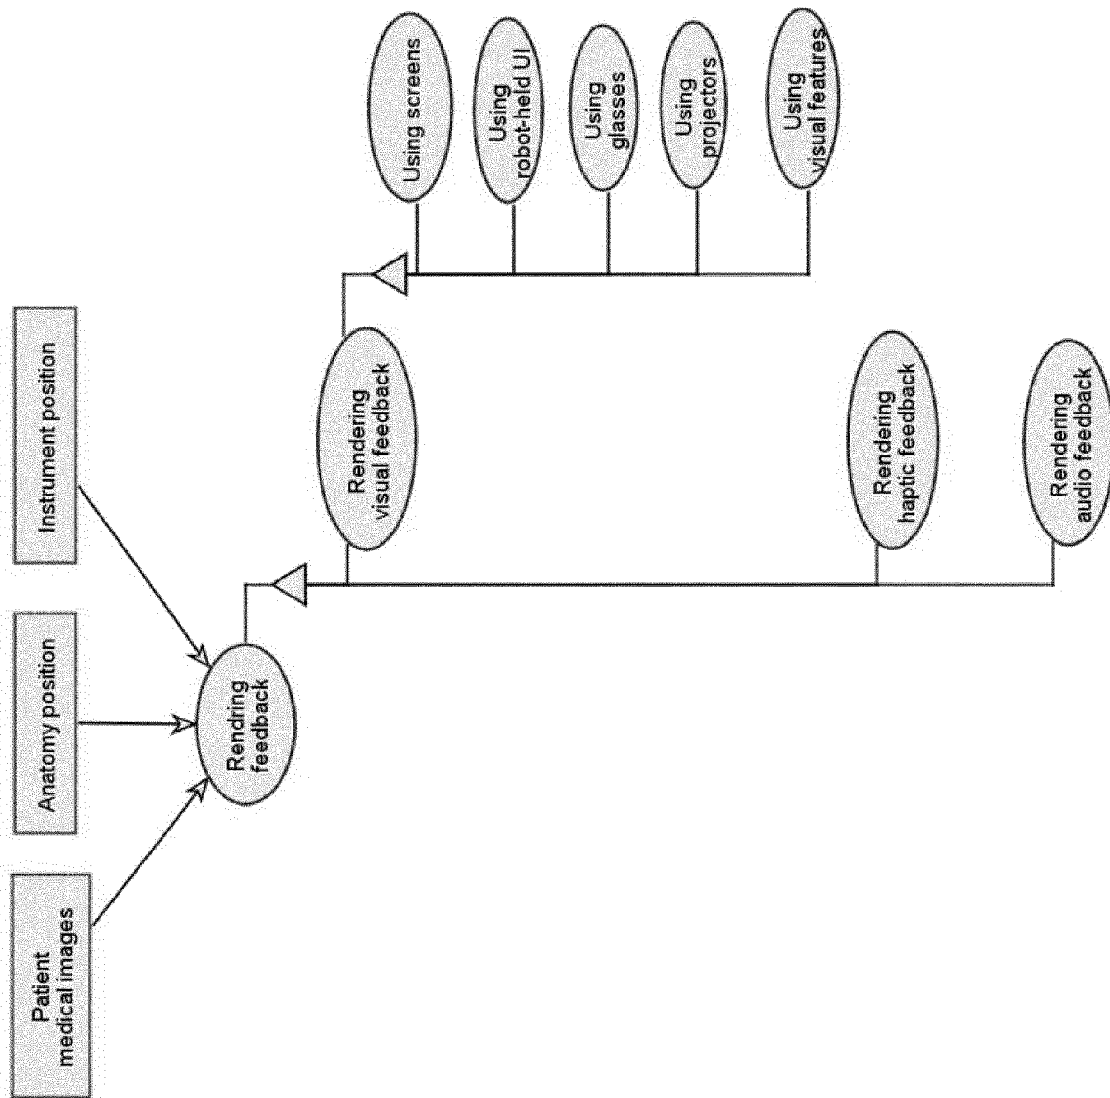 Patient
medical images
Anatomy position
Instrument position
Rendring
feedback
Rendering
visual feedback
Rendering
haptic feedback
Rendering
audio feedback
Using screens
Using
robot-held UI
Using
glasses
Using
projectors
Using
visual features